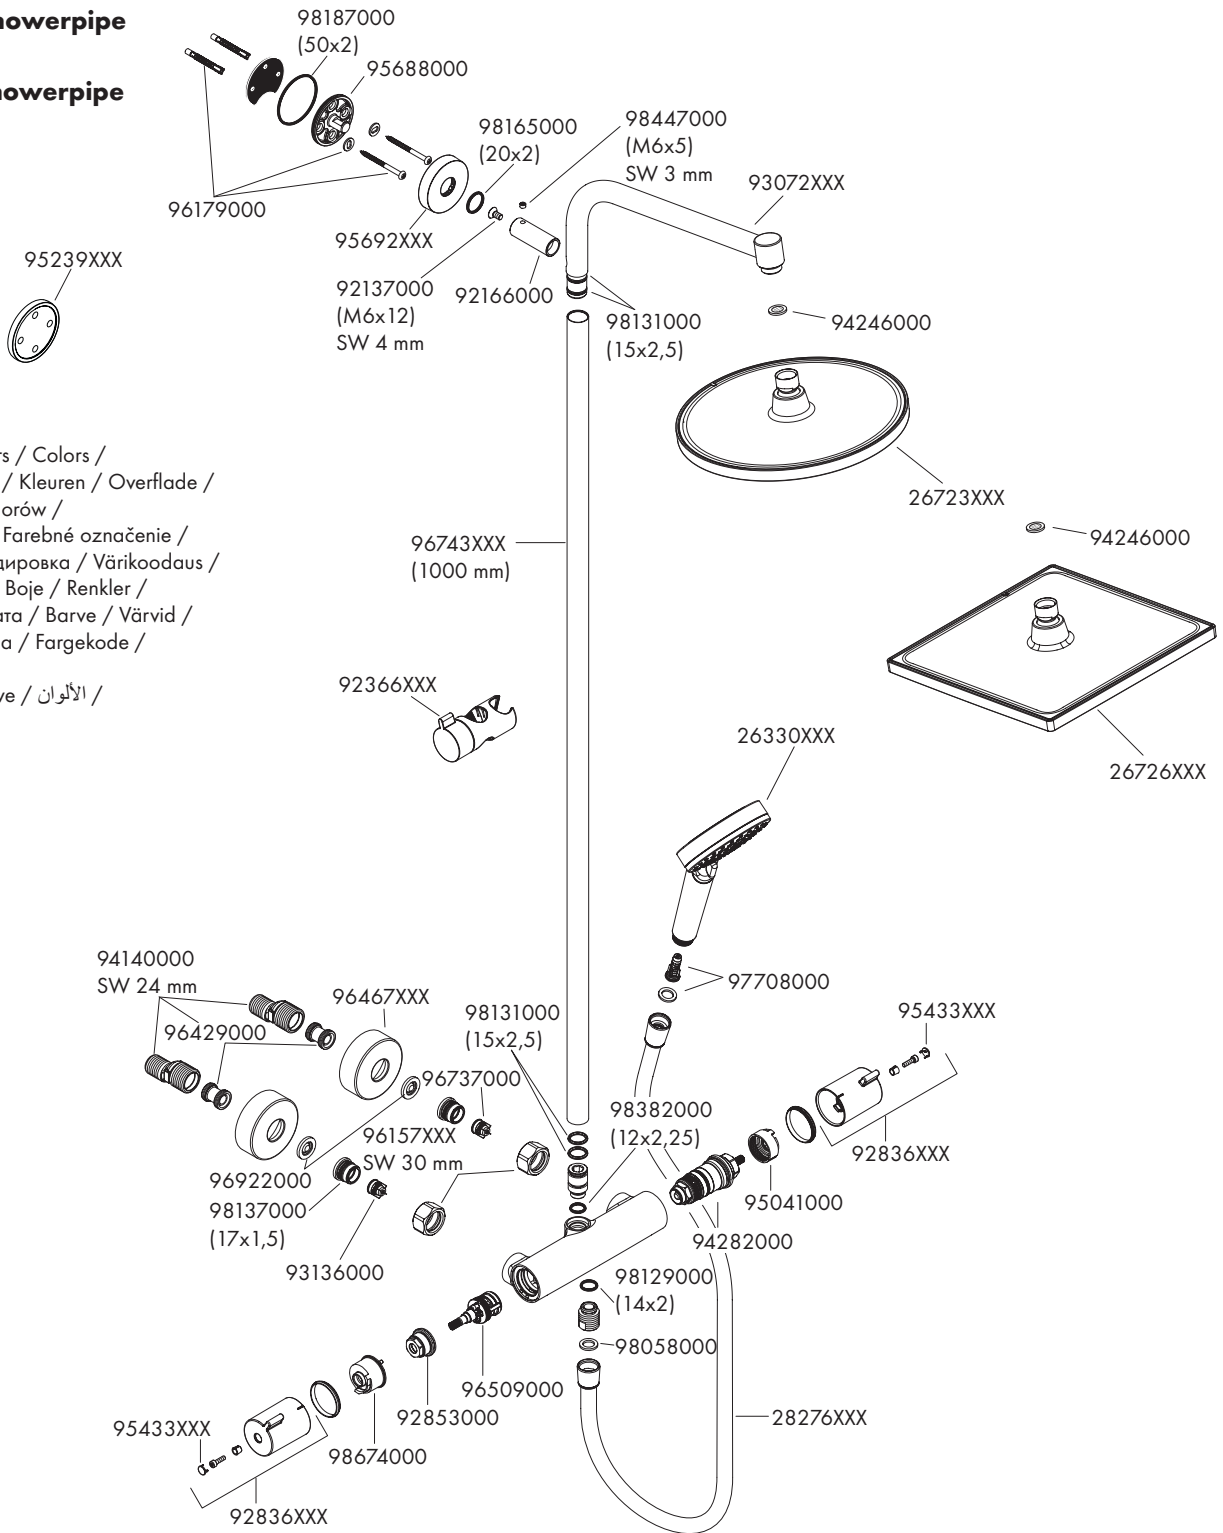 howerpipe
howerpipe
98187000
(50x2)
95688000
98165000
(20x2)
98447000
(M6x5)
SW 3 mm
93072XXX
96179000
95692XXX
95239XXX
92137000
(M6x12)
SW 4 mm
92166000
98131000
(15x2,5)
94246000
26723XXX
rs / Colors /
/ Kleuren / Overflade /
orów /
Farebné označenie /
дировка / Värikoodaus /
Boje / Renkler /
ата / Barve / Värvid /
a / Fargekode /
ye / الألوان /
96743XXX
(1000 mm)
94246000
92366XXX
26330XXX
26726XXX
94140000
SW 24 mm
96467XXX
96429000
98131000
(15x2,5)
97708000
95433XXX
96737000
98382000
(12x2,25)
96157XXX
SW 30 mm
92836XXX
96922000
98137000
(17x1,5)
95041000
94282000
93136000
98129000
(14x2)
98058000
96509000
92853000
28276XXX
95433XXX
98674000
92836XXX